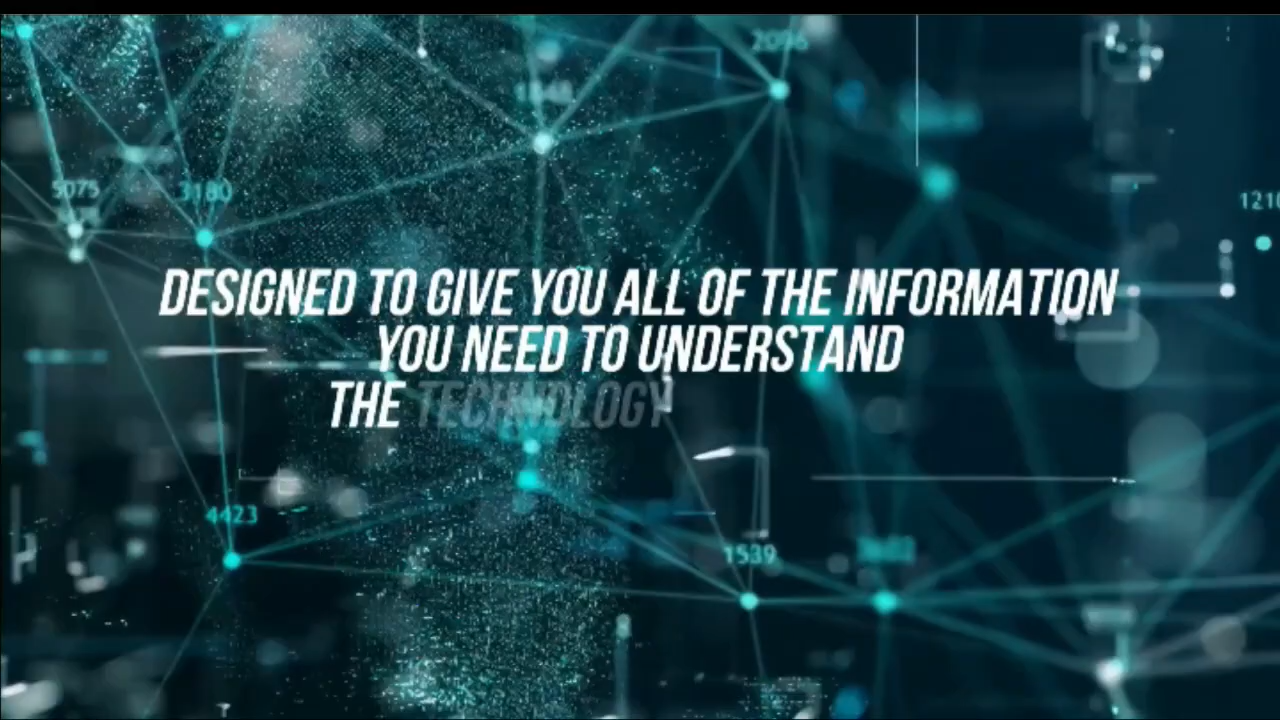 2096
5075
3180
1210
DESIGNED TO GIVE YOU ALL OF THE INFORMATION
YOU NEED TO UNDERSTAND
THE TECHNOLOGY
4423
1539